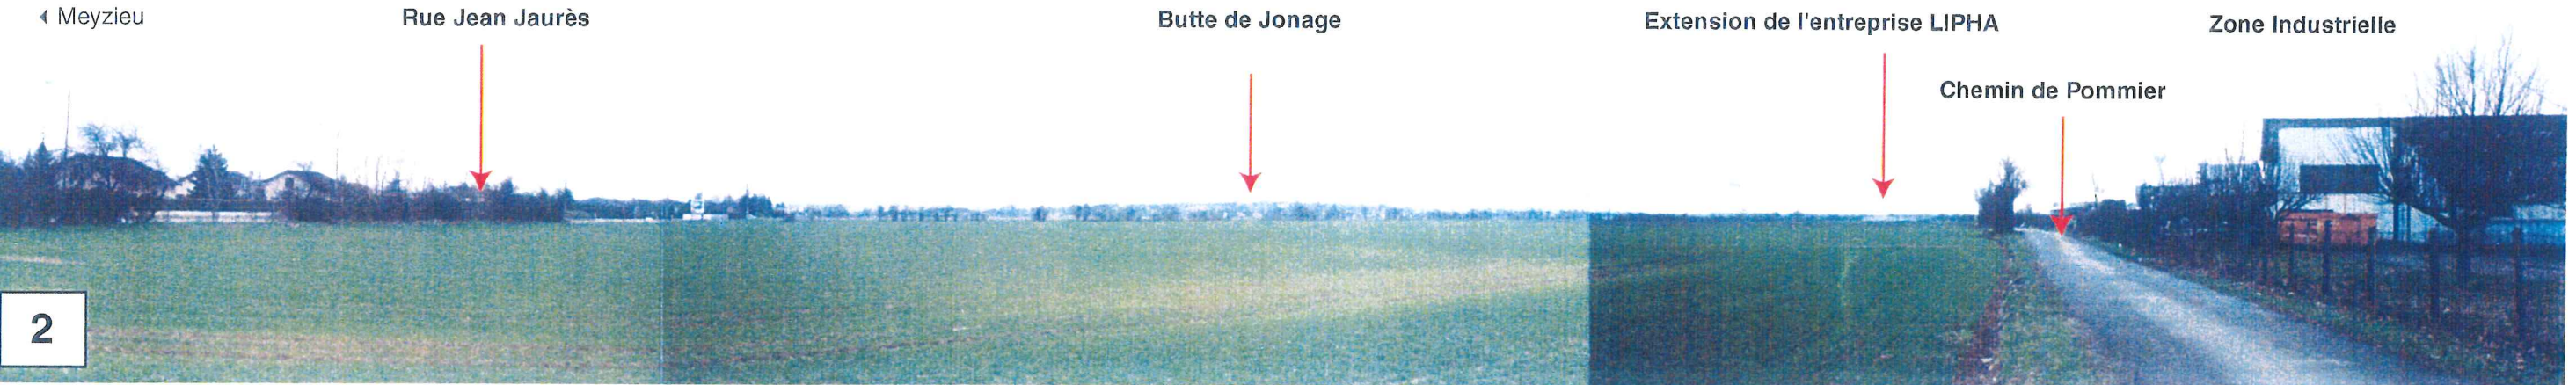 Meyzieu
Rue Jean Jaurès
Butte de Jonage
Extension de l'entreprise LIPHA
Zone Industrielle
Chemin de Pommier
2